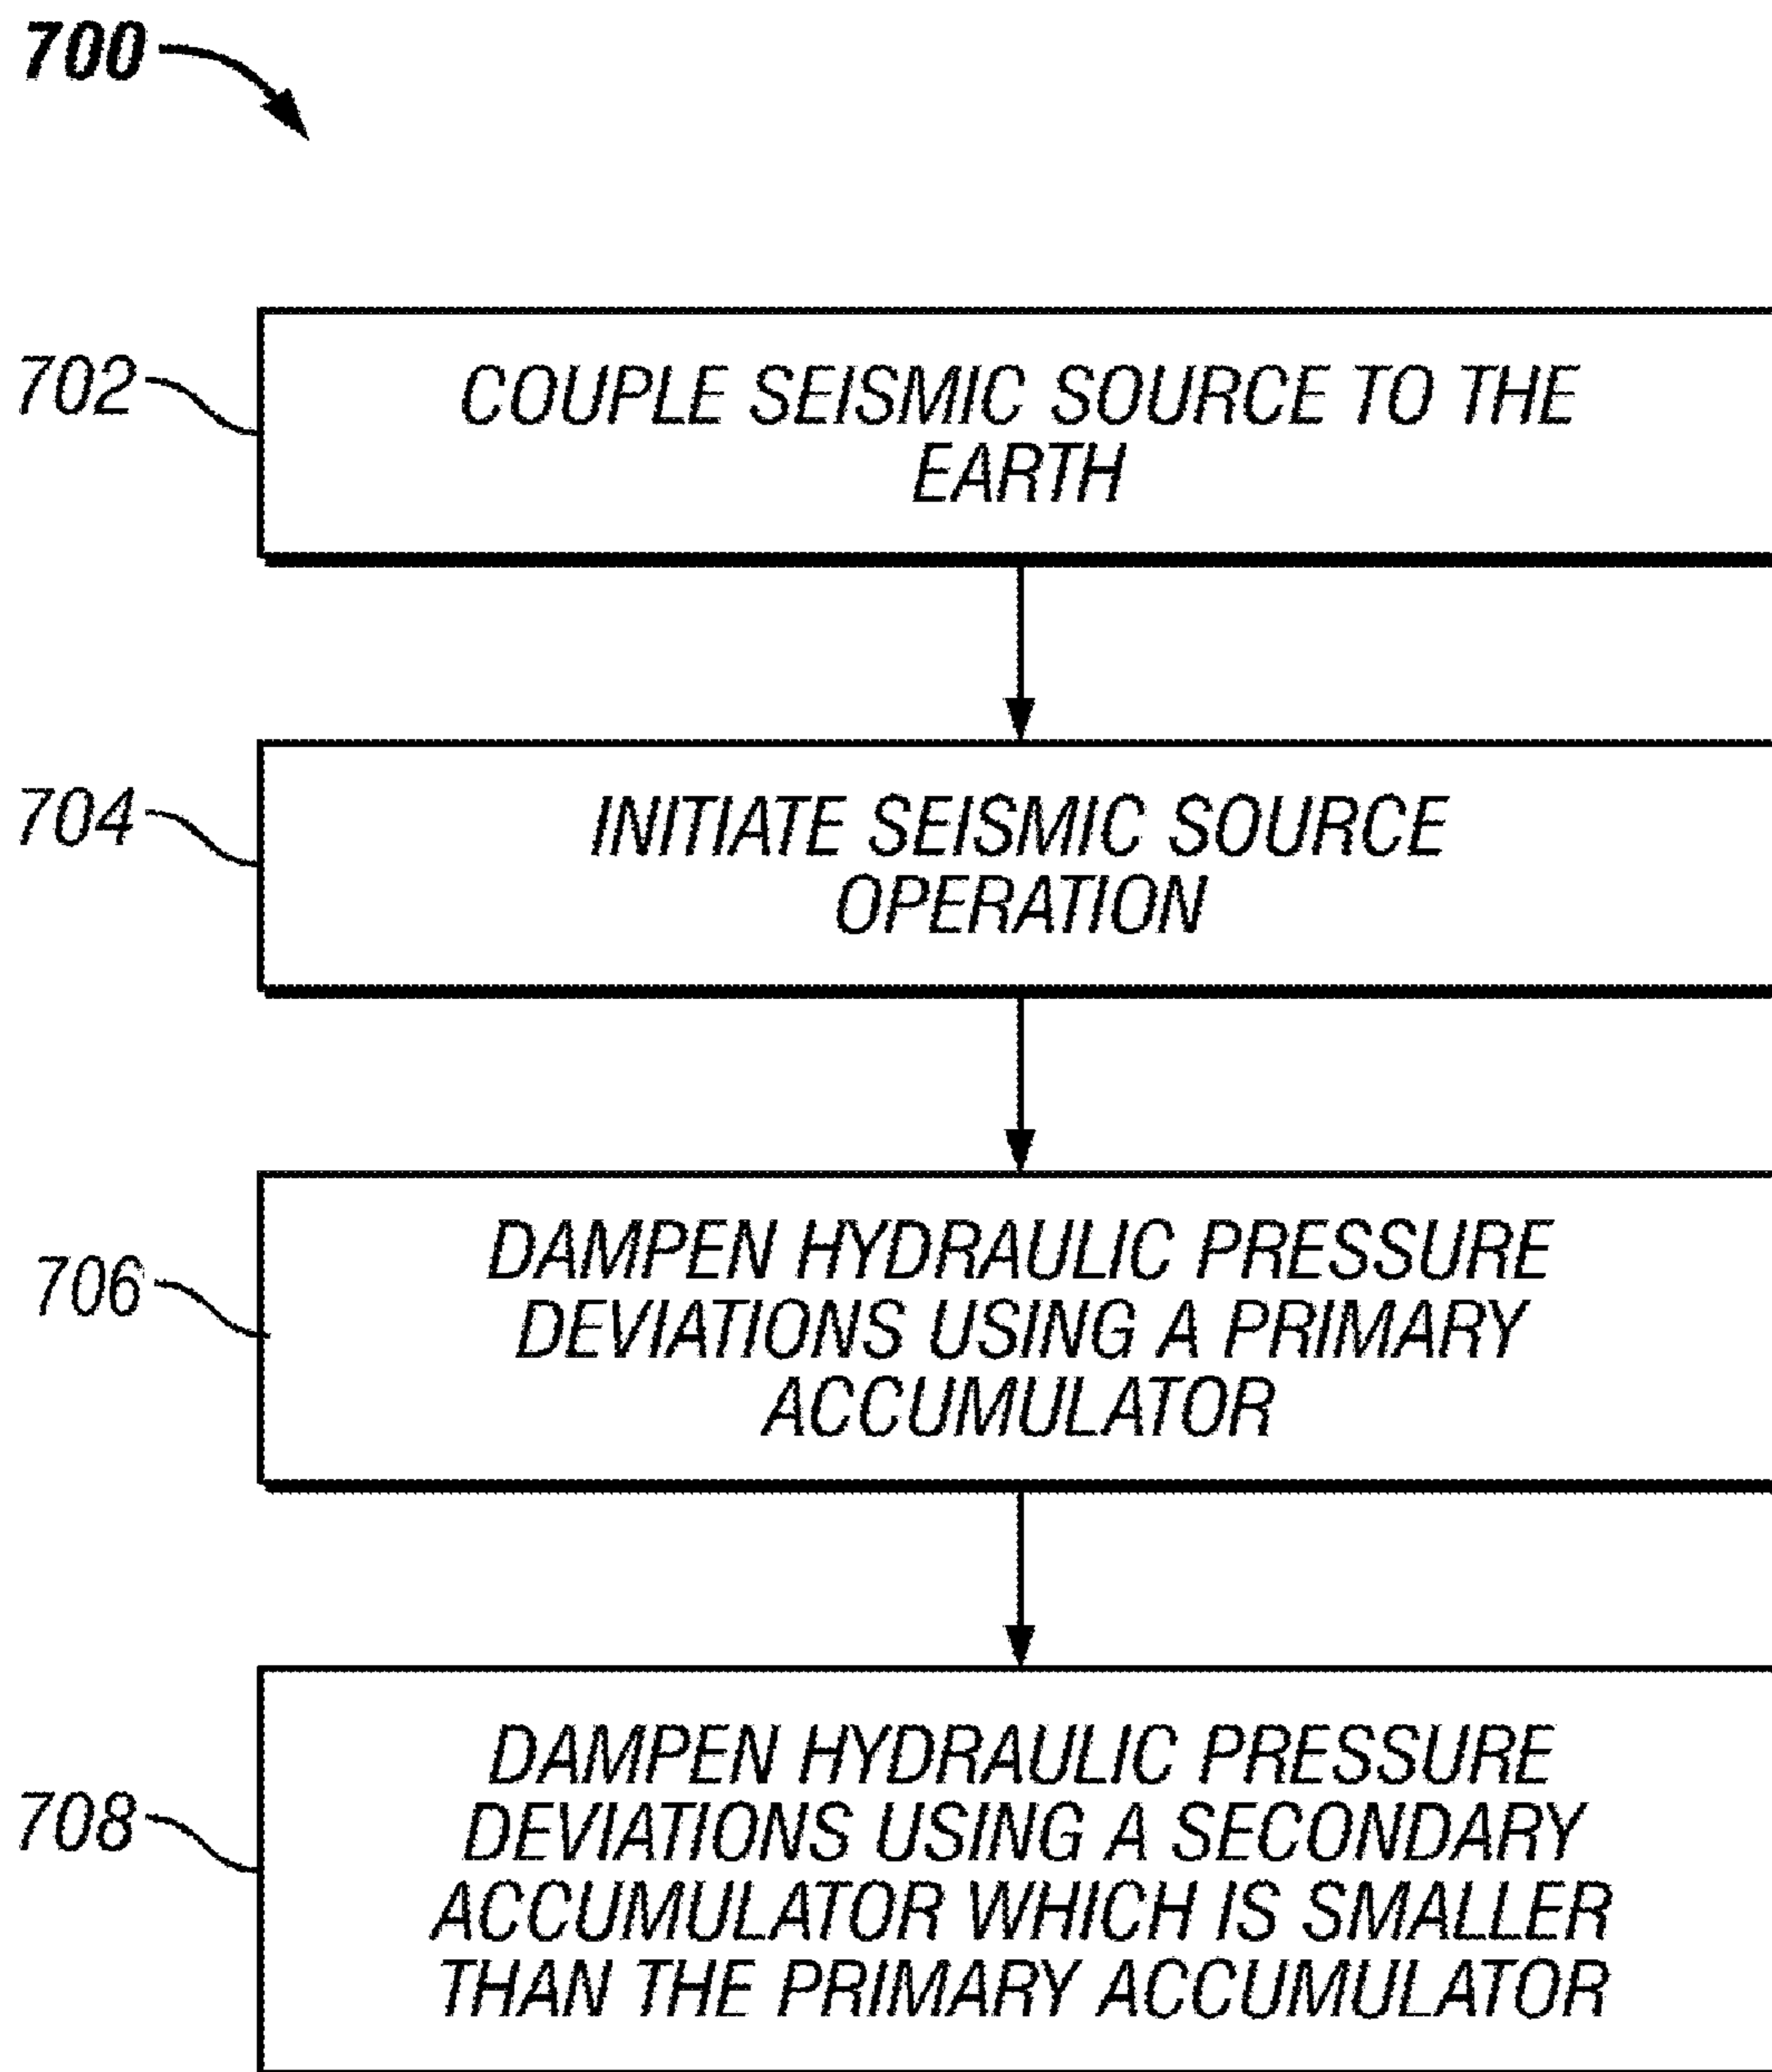 700
702
COUPLE SEISMIC SOURCE TO THE
EARTH
704
INITIATE SEISMIC SOURCE
OPERATION
706
DAMPEN HYDRAULIC PRESSURE
DEVIATIONS USING A PRIMARY
ACCUMULATOR
708
DAMPEN HYDRAULIC PRESSURE
DEVIATIONS USING A SECONDARY
ACCUMULATOR WHICH IS SMALLER
THAN THE PRIMARY ACCUMULATOR